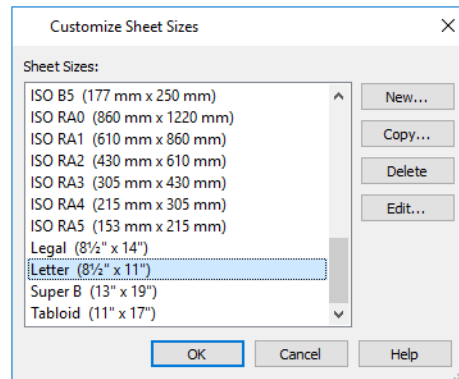 Customize Sheet Sizes
Sheet Sizes:
ISO B5 (177 mm x 250 mm)
ISO RA0 (860 mm x 1220 mm)
ISO RA1 (610 mm x 860 mm)
ISO RA2 (430 mm x 610 mm)
ISO RA3 (305 mm x 430 mm)
ISO RA4 (215 mm x 305 mm)
ISO RA5 (153 mm x 215 mm)
Legal (8½" x 14")
Letter (8½" x 11")
Super B (13" x 19")
Tabloid (11" x 17")
New...
Copy...
Delete
Edit...
OK Cancel Help